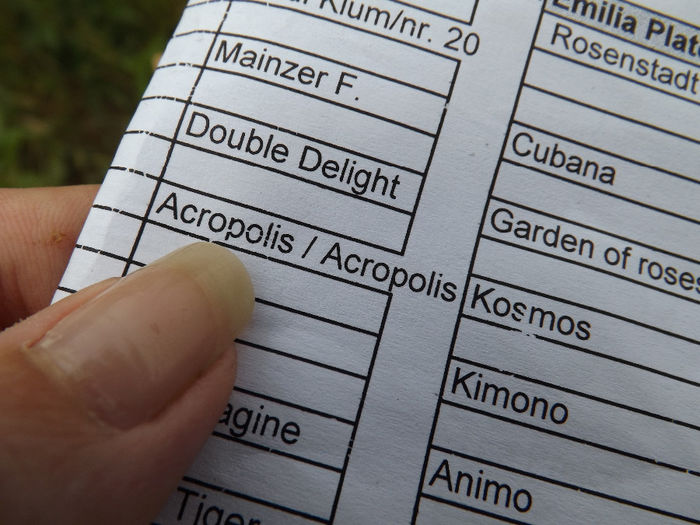 Klum/nr. 20
Mainzer F.
Double Delight
Acropolis / Acropolis
agine
Tiger
Emilia Plat
Rosenstadt
Cubana
Garden of roses
Kosmos
Kimono
Animo